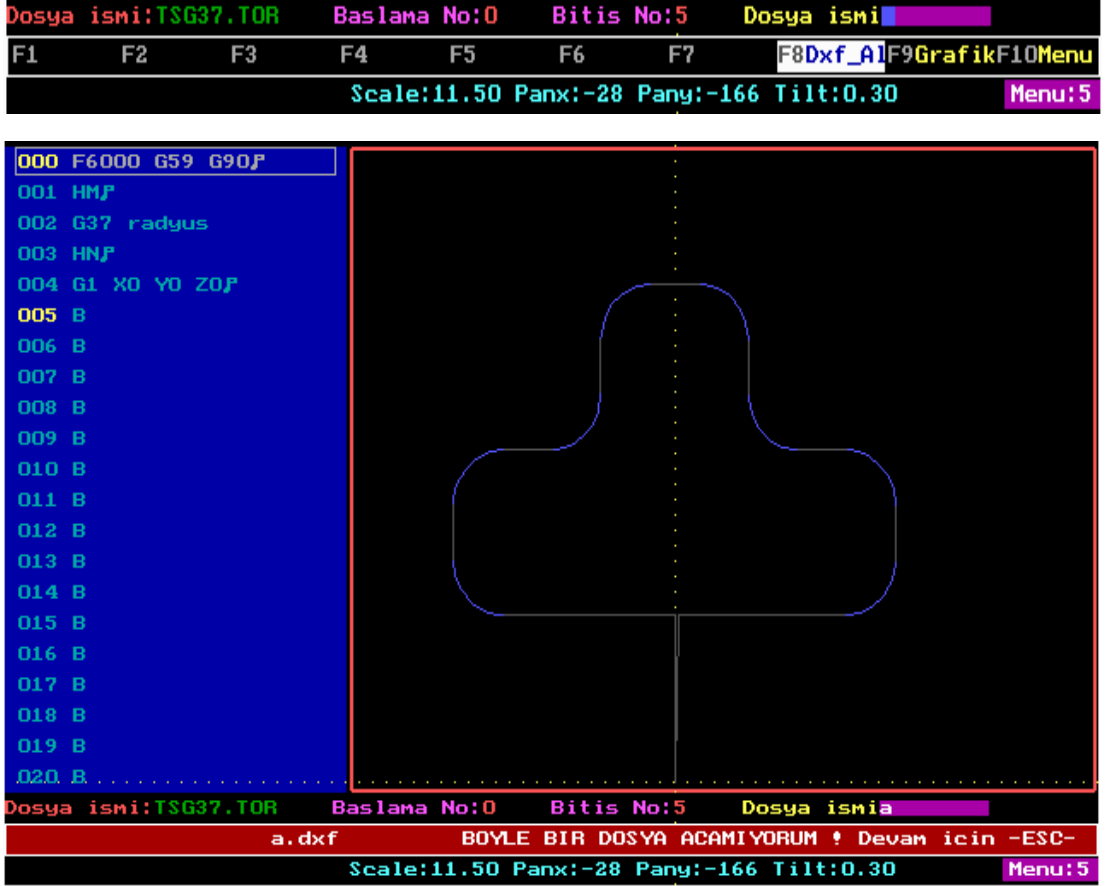 Dosya ismi:TSG37.TOR Baslama No:0 Bitis No:5 Dosya ismi
F1 F2 F3 F4 F5 F6 F7 F8Dxf_AlF9GrafikF10Menu
Scale:11.50 Panx:-28 Pany:-166 Tilt:0.30 Menu:5
000 F6000 G59 G90♪
001 HM♪
002 G37 radyus
003 HN♪
004 G1 X0 Y0 Z0♪
005 B
006 B
007 B
008 B
009 B
010 B
011 B
012 B
013 B
014 B
015 B
016 B
017 B
018 B
019 B
020 B
Dosya ismi:TSG37.TOR Baslama No:0 Bitis No:5 Dosya ismia
a.dxf BOYLE BIR DOSYA ACAMIYORUM ! Devam icin -ESC-
Scale:11.50 Panx:-28 Pany:-166 Tilt:0.30 Menu:5